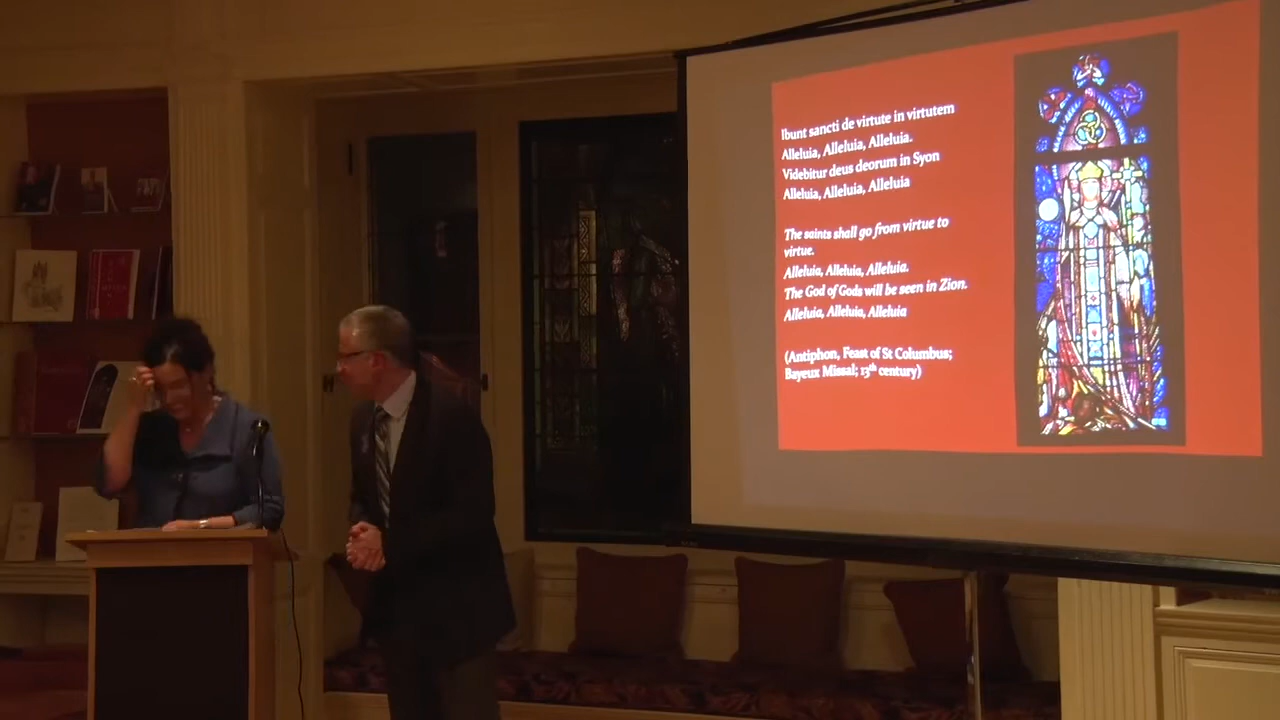 Ibunt sancti de virtute in virtutem
Alleluia, Alleluia, Alleluia.
Videbitur deus deorum in Syon
Alleluia, Alleluia, Alleluia
The saints shall go from virtue to
virtue.
Alleluia, Alleluia, Alleluia.
The God of Gods will be seen in Zion.
Alleluia, Alleluia, Alleluia
(Antiphon, Feast of St Columbus;
Bayeux Missal; 13th century)